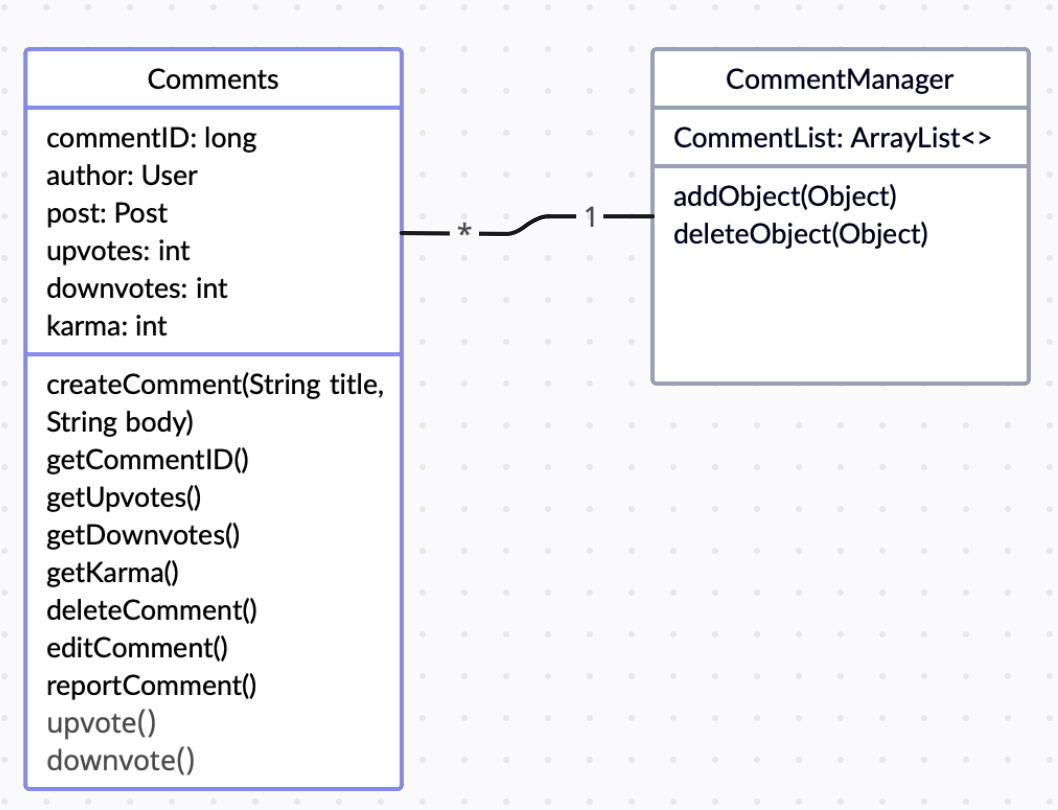 Comments
commentID: long
author: User
post: Post
upvotes: int
downvotes: int
karma: int
createComment(String title,
String body)
getCommentID()
getUpvotes()
getDownvotes()
getKarma()
deleteComment()
editComment()
reportComment()
upvote()
downvote()
*
1
CommentManager
CommentList: ArrayList<>
addObject(Object)
deleteObject(Object)